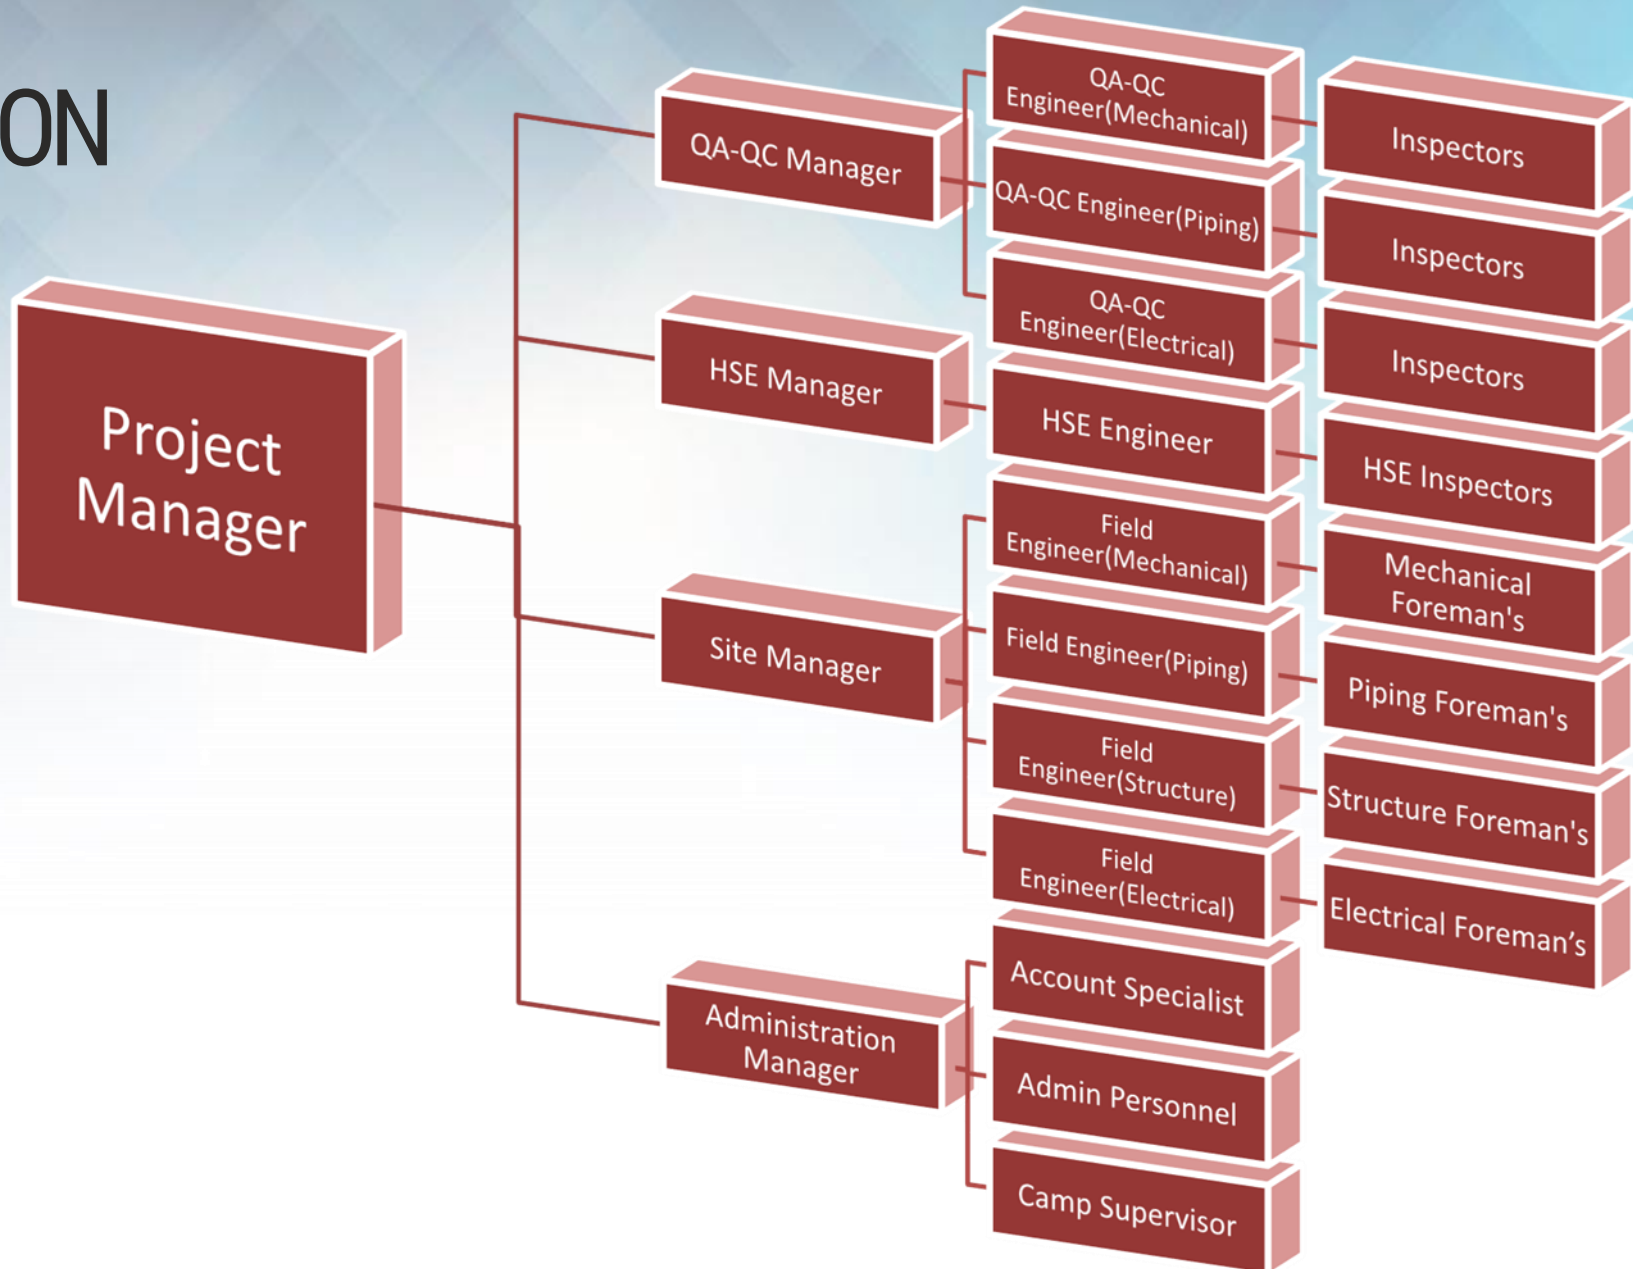 ON
Project
Manager
QA-QC Manager
QA-QC
Engineer(Mechanical)
Inspectors
QA-QC Engineer(Piping)
Inspectors
QA-QC
Engineer(Electrical)
Inspectors
HSE Manager
HSE Engineer
HSE Inspectors
Site Manager
Field
Engineer(Mechanical)
Mechanical
Foreman's
Field Engineer(Piping)
Piping Foreman's
Field
Engineer(Structure)
Structure Foreman's
Field
Engineer(Electrical)
Electrical Foreman’s
Administration
Manager
Account Specialist
Admin Personnel
Camp Supervisor